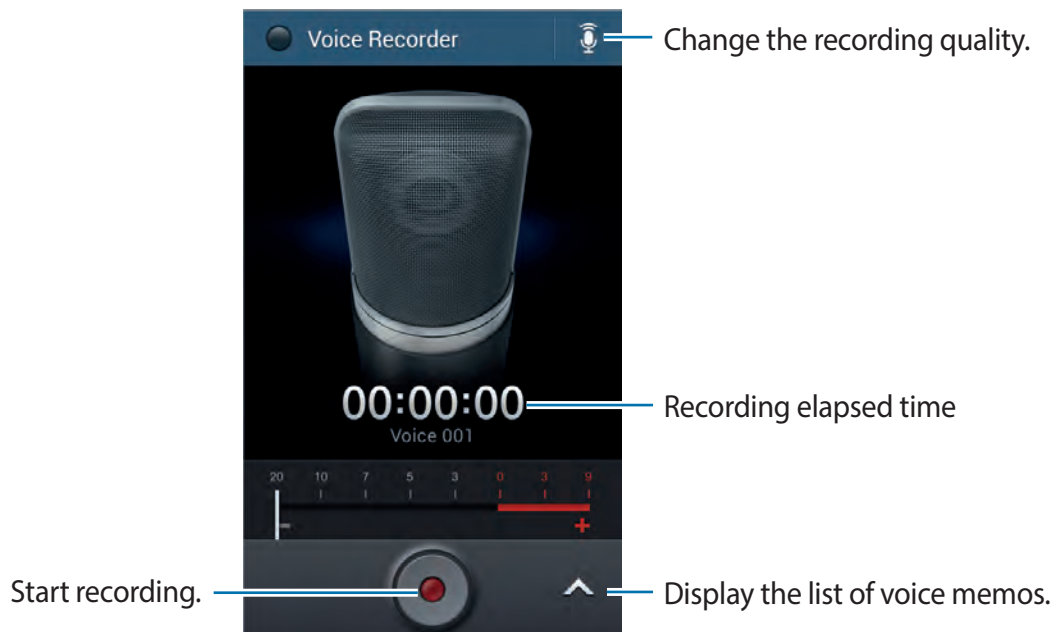 Voice Recorder
Change the recording quality.
00:00:00
Recording elapsed time
Voice 001
20 10 7 5 3 0 3 9
- +
Start recording.
Display the list of voice memos.